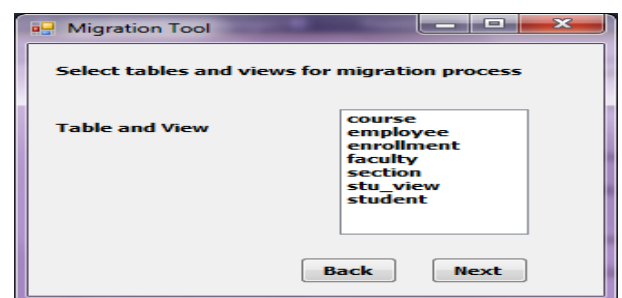 Migration Tool
Select tables and views for migration process
Table and View
course
employee
enrollment
faculty
section
stu_view
student
Back Next